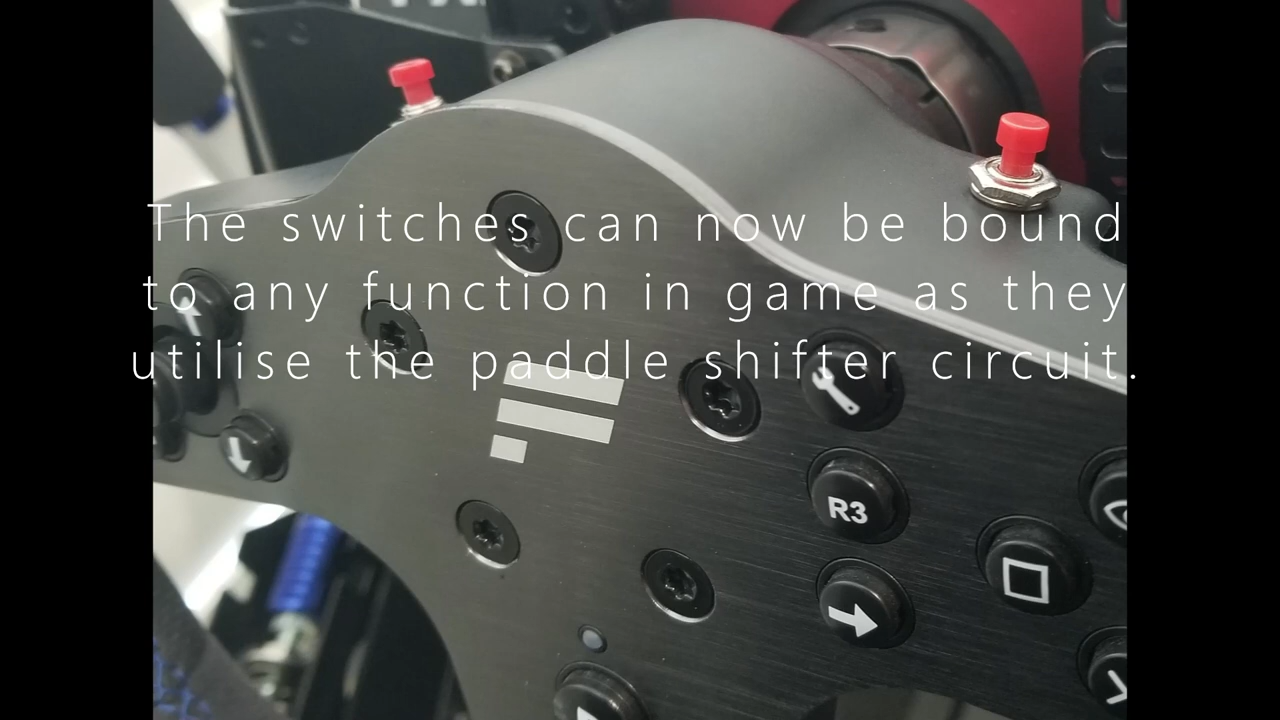 The switches can now be bound
to any function in game as they
utilise the paddle shifter circuit.
R3